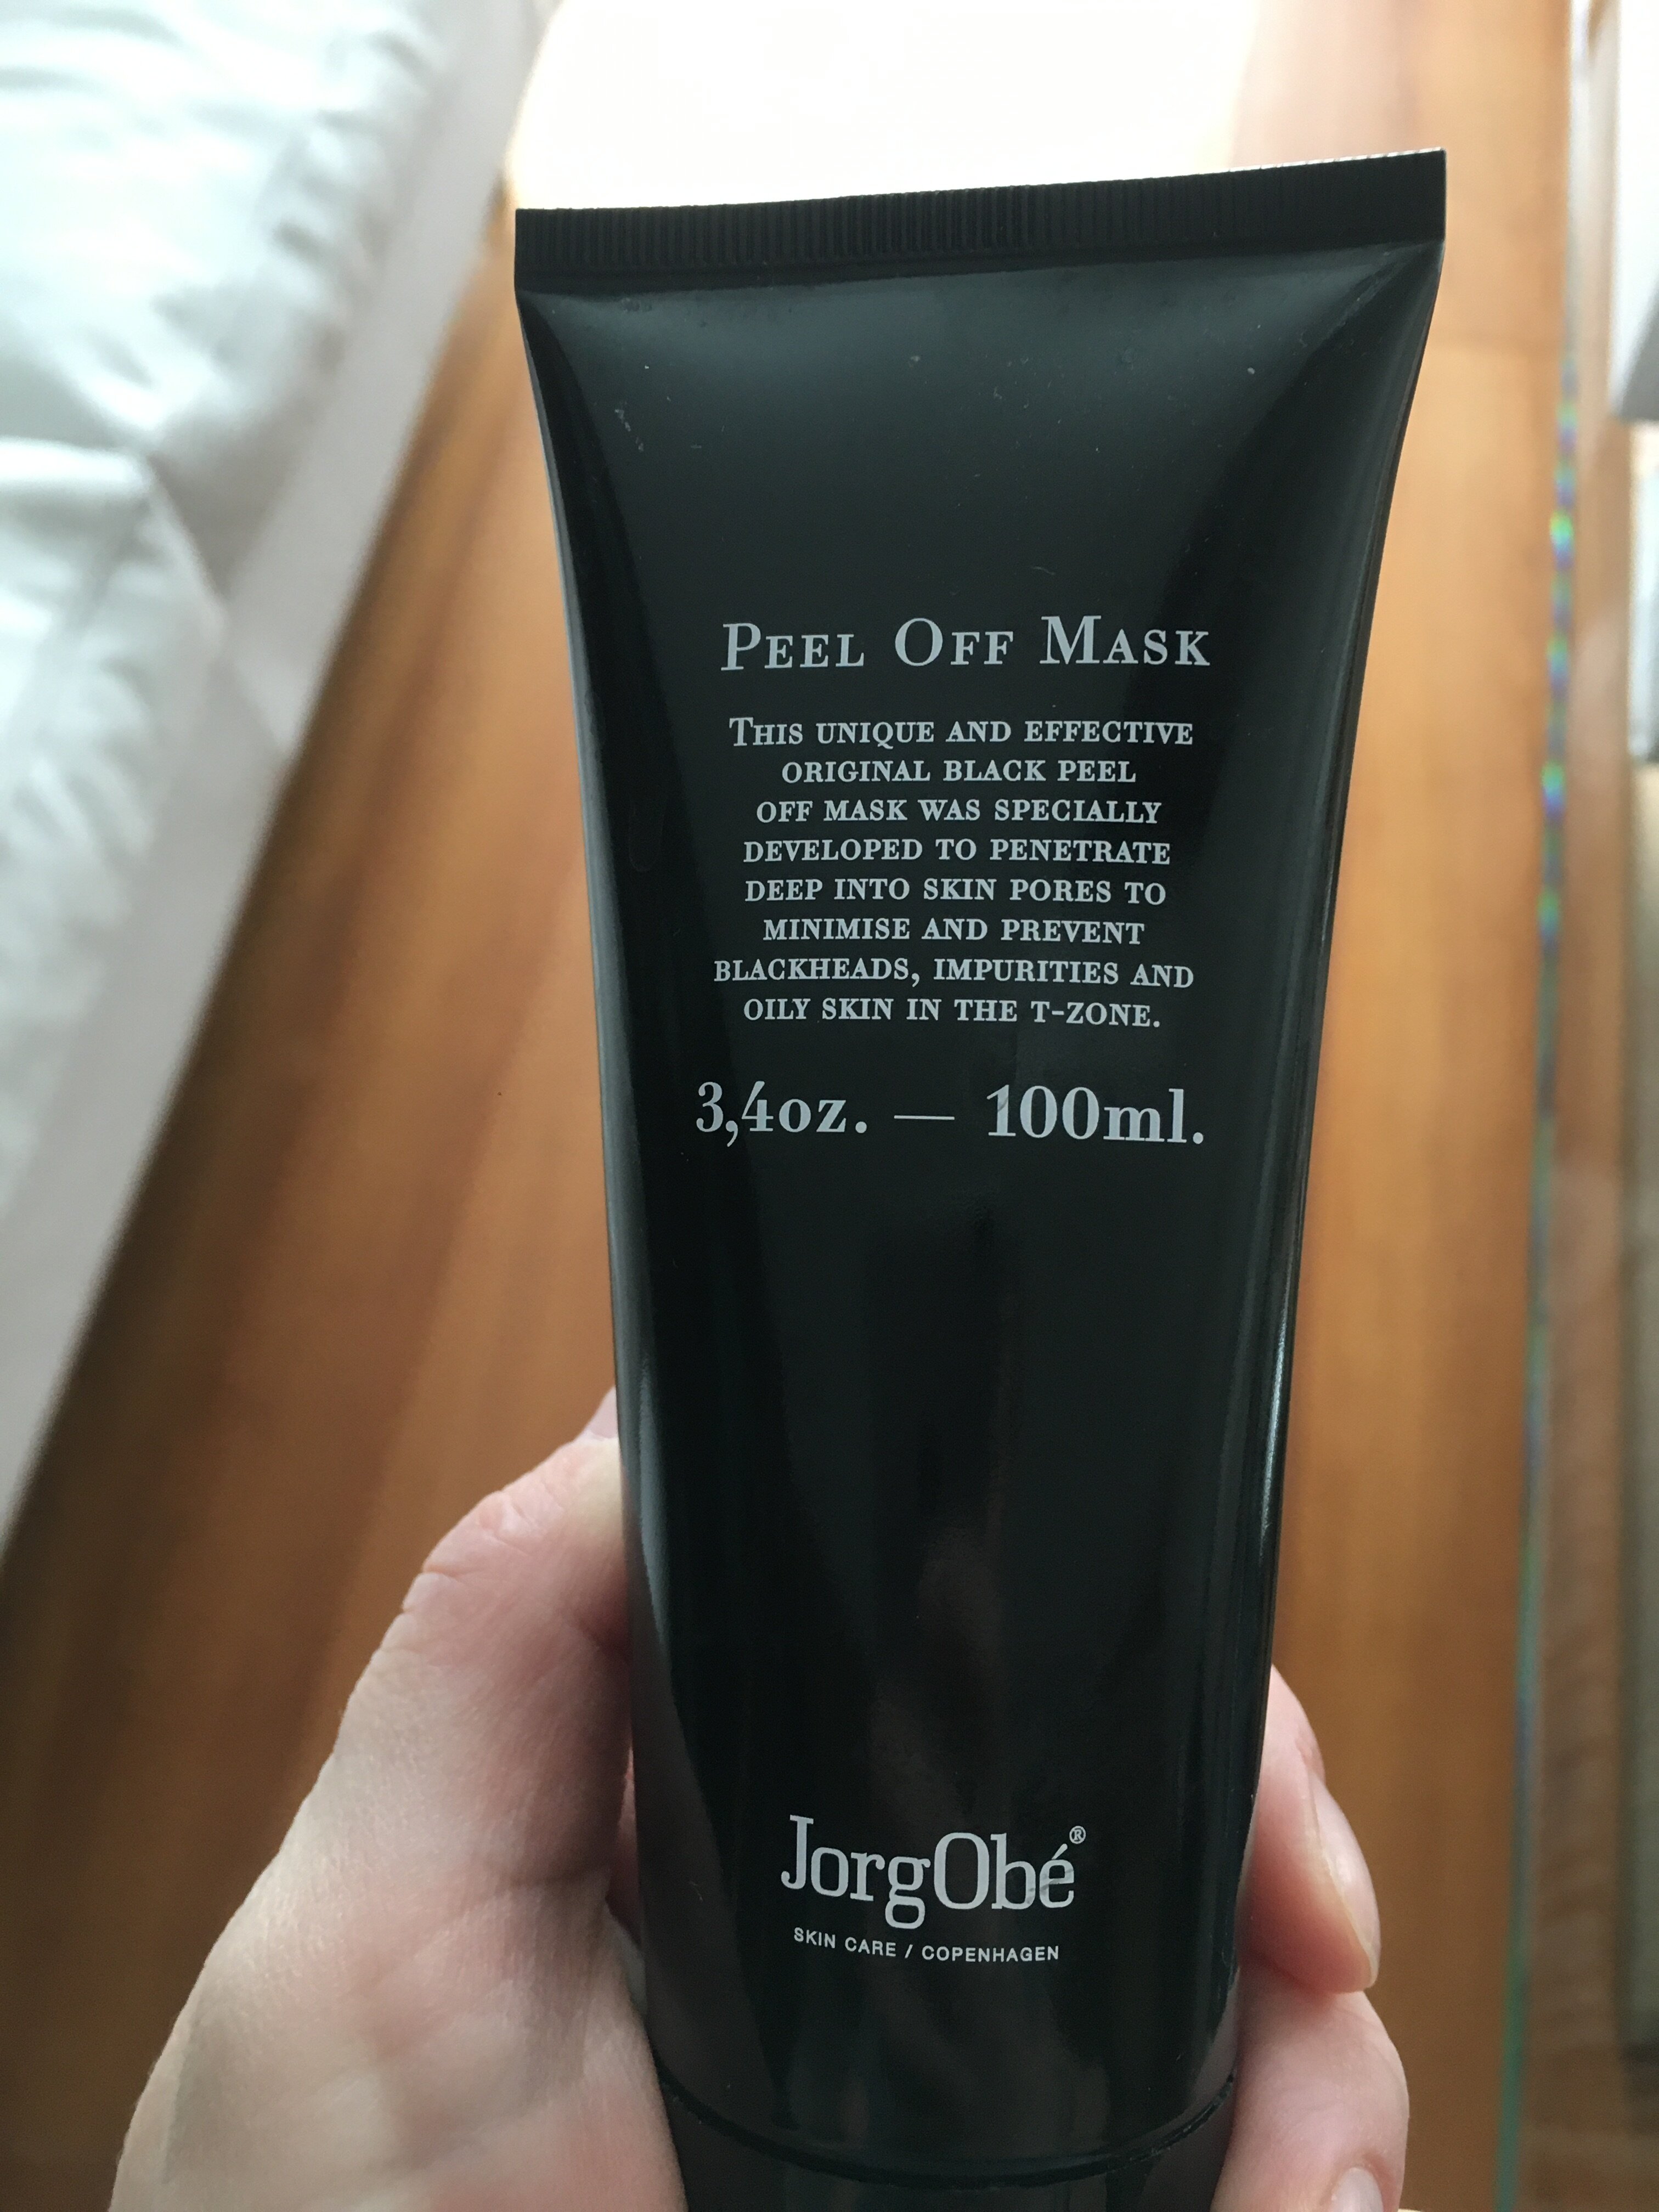 Peel Off Mask
This unique and effective
original black peel
off mask was specially
developed to penetrate
deep into skin pores to
minimise and prevent
blackheads, impurities and
oily skin in the T-zone.
3,4oz. — 100ml.
JorgObé®
SKIN CARE / COPENHAGEN